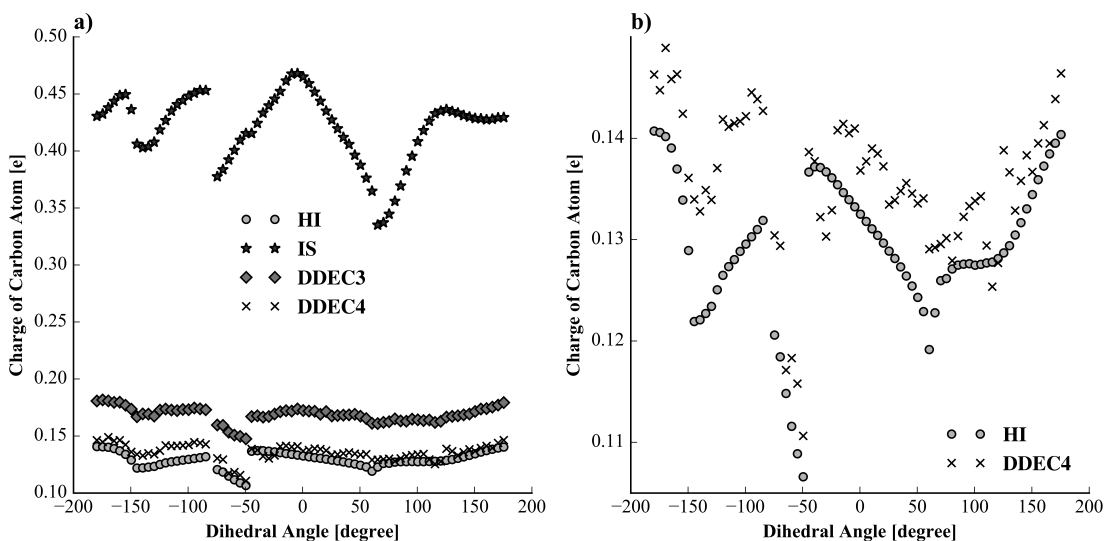 a)
0.50
0.45
0.40
0.35
0.30
0.25
0.20
0.15
0.10
Charge of Carbon Atom [e]
HI
IS
DDEC3
DDEC4
−200 −150 −100 −50 0 50 100 150 200
Dihedral Angle [degree]
b)
0.14
0.13
0.12
0.11
Charge of Carbon Atom [e]
HI
DDEC4
−200 −150 −100 −50 0 50 100 150 200
Dihedral Angle [degree]